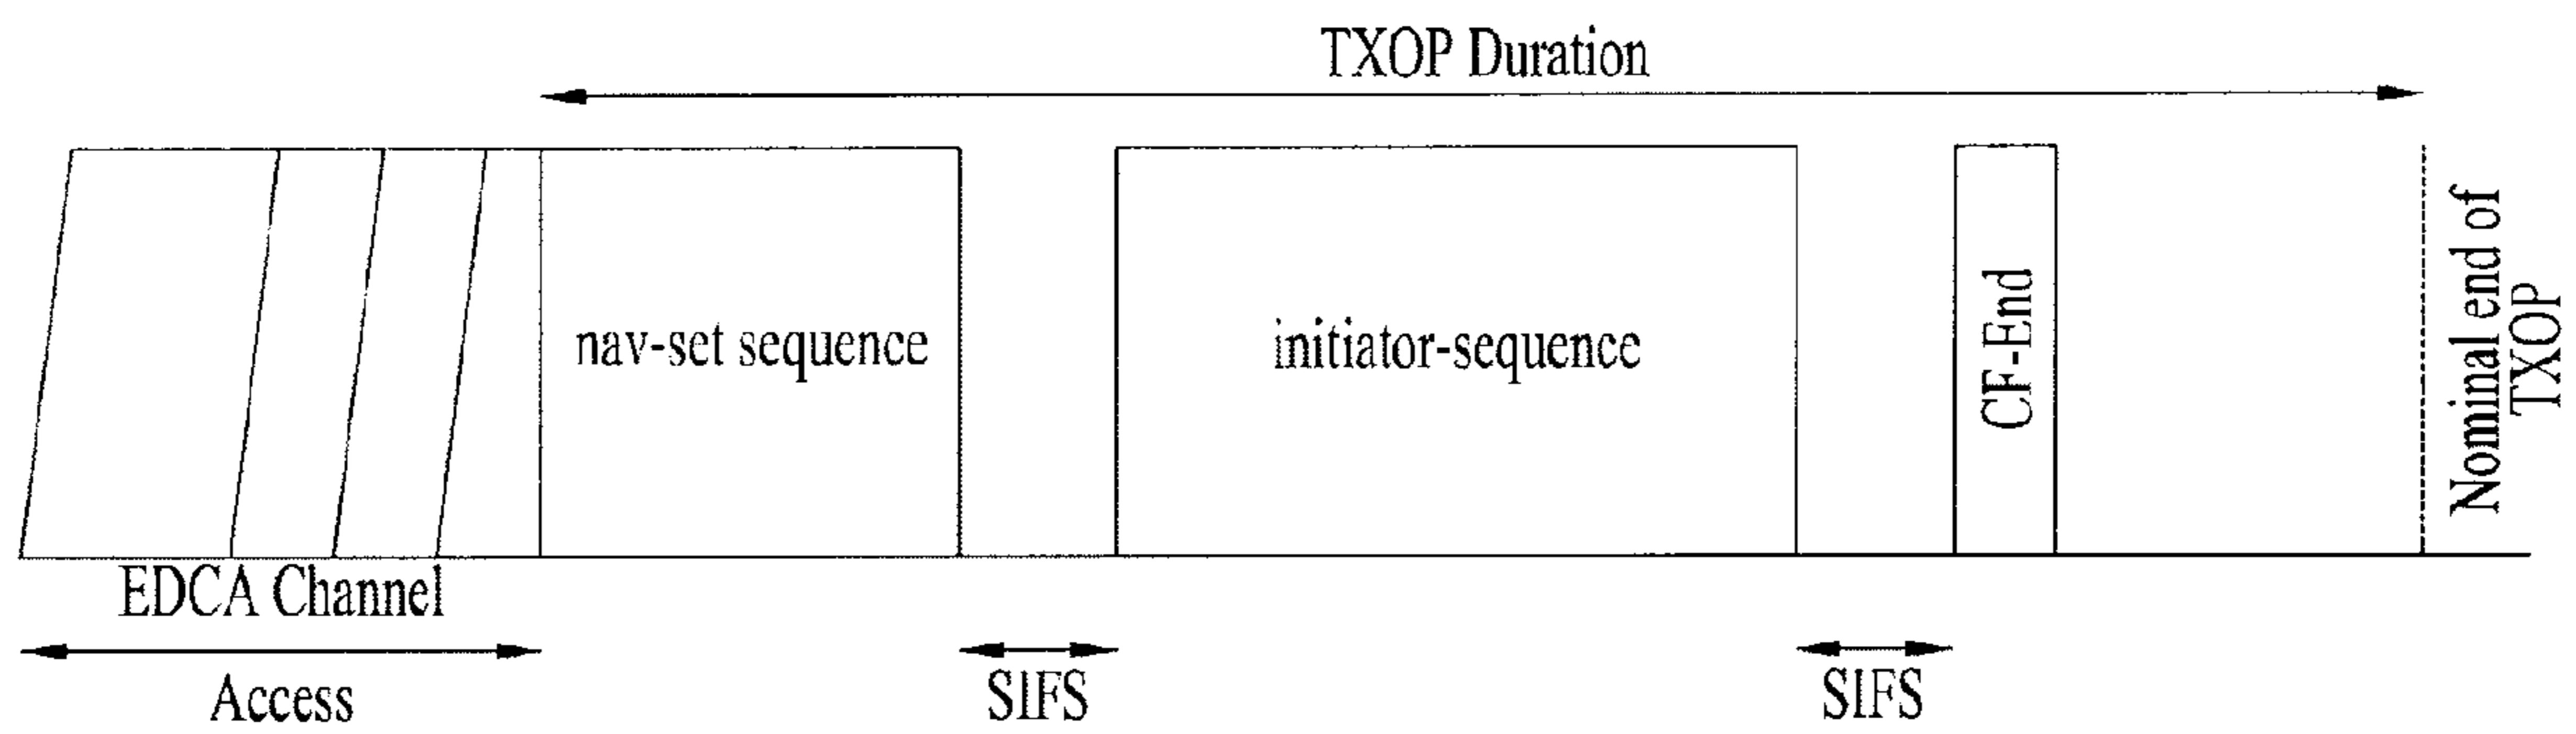 TXOP Duration
nav-set sequence
initiator-sequence
CF-End
Nominal end of
TXOP
EDCA Channel
Access
SIFS
SIFS